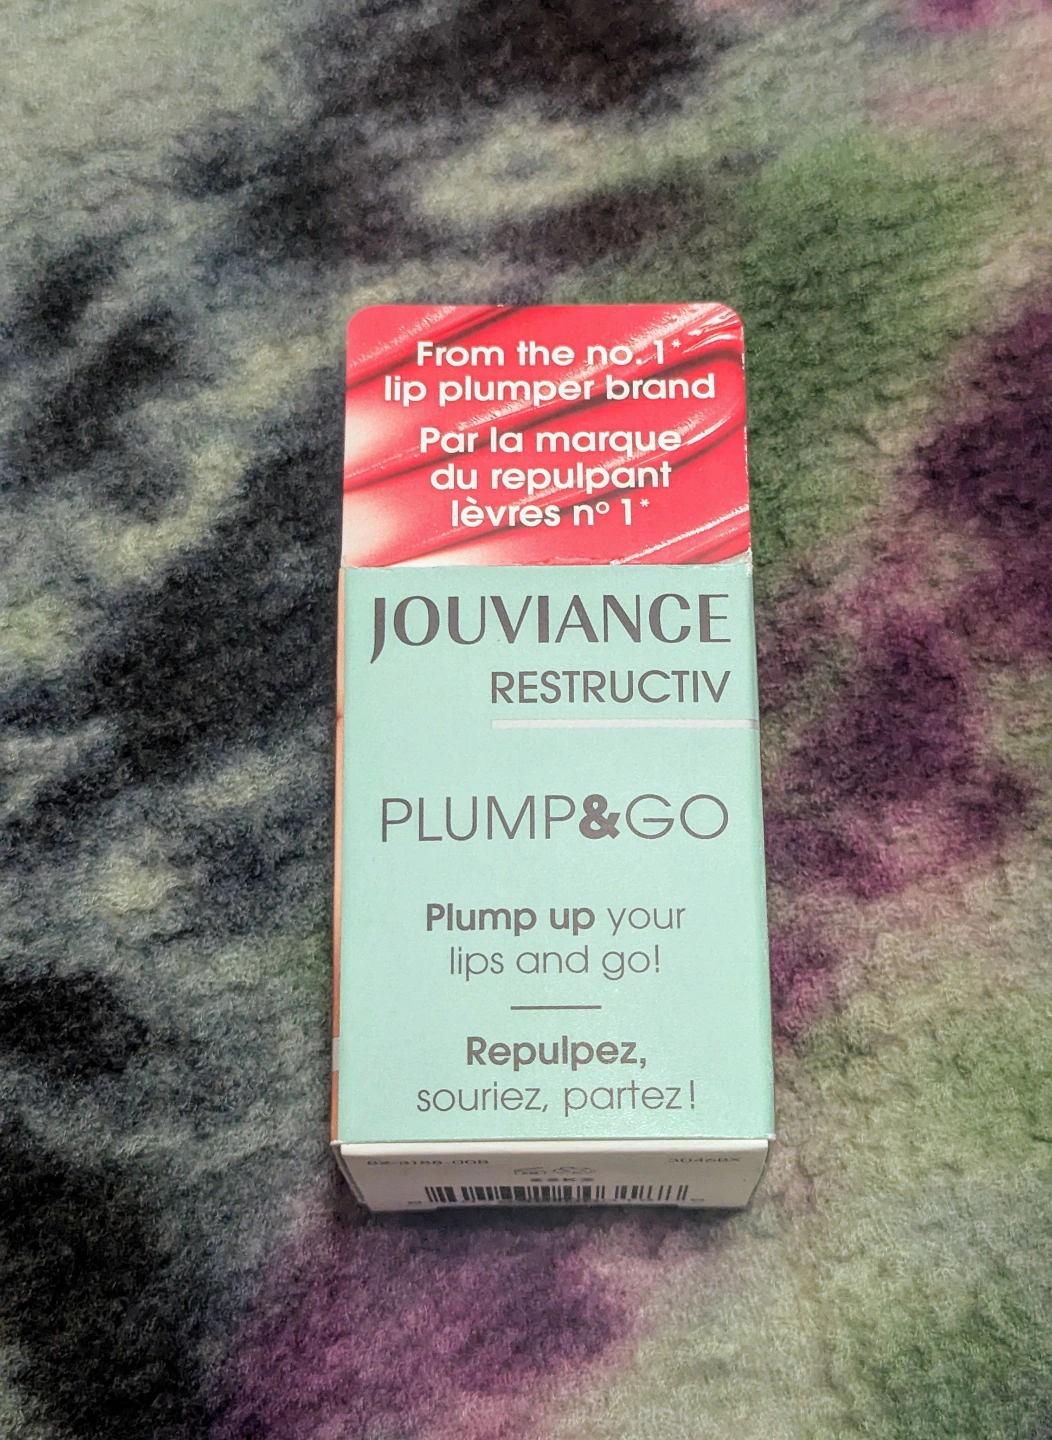 From the no. 1*
lip plumper brand
Par la marque
du repulpant
lèvres nº 1*
JOUVIANCE
RESTRUCTIV
PLUMP&GO
Plump up your
lips and go!
Repulpez,
souriez, partez!